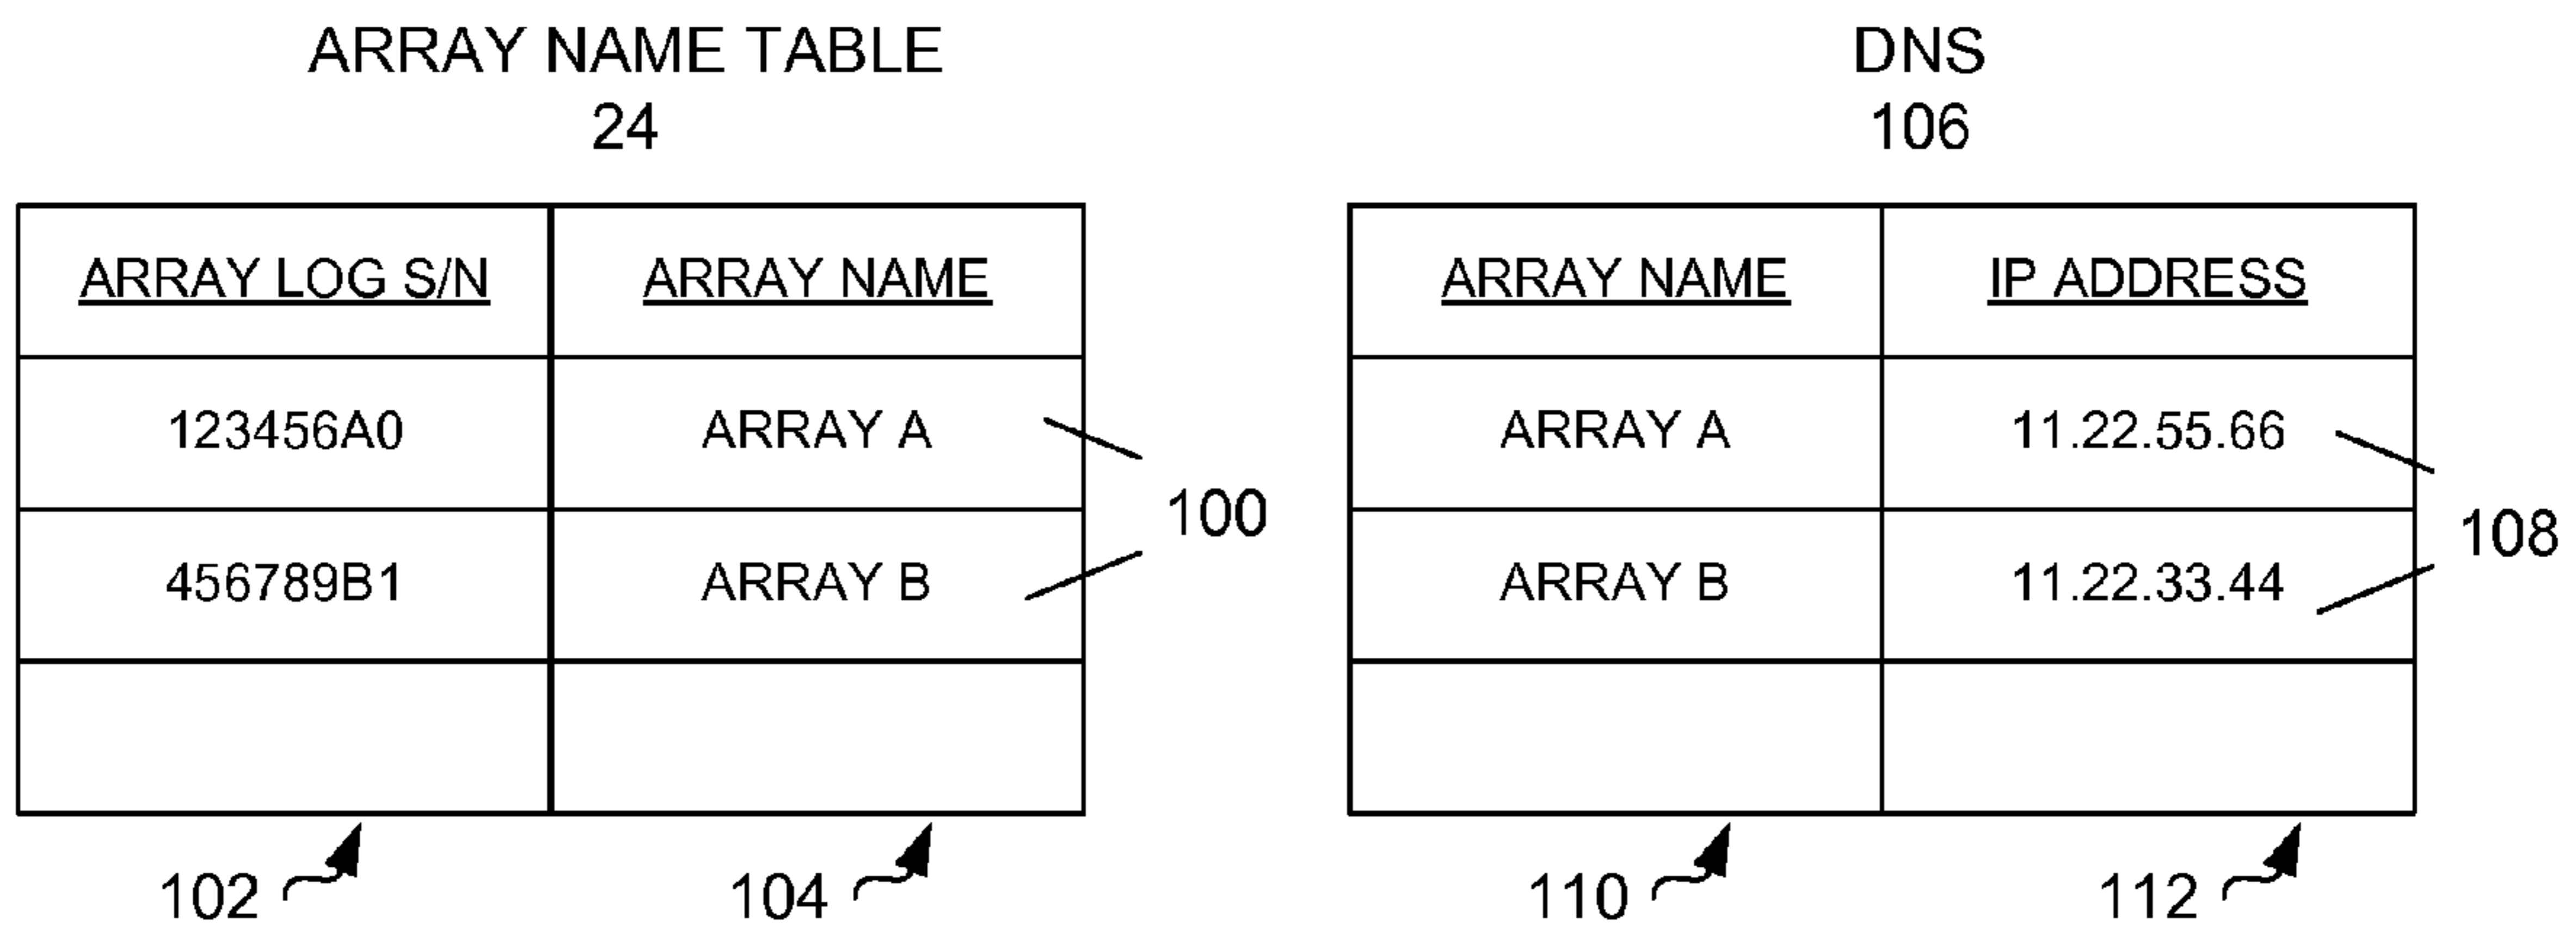 ARRAY NAME TABLE
24
ARRAY LOG S/N ARRAY NAME
123456A0 ARRAY A
456789B1 ARRAY B
100
102 104
DNS
106
ARRAY NAME IP ADDRESS
ARRAY A 11.22.55.66
ARRAY B 11.22.33.44
108
110 112